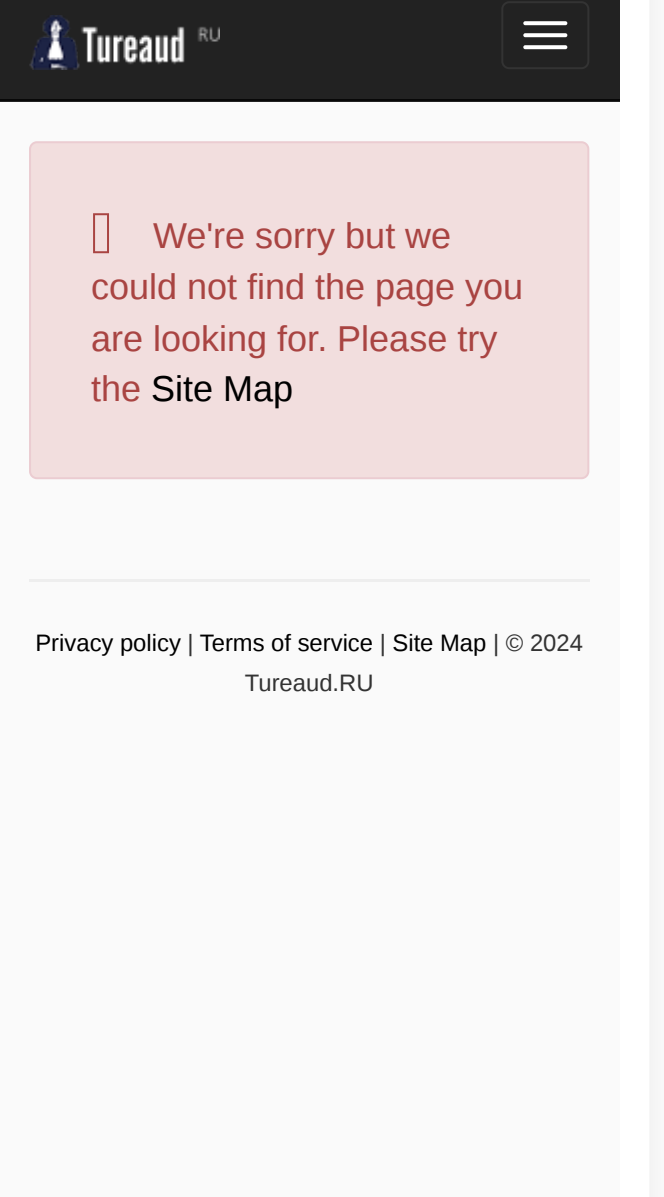 Tureaud RU
We're sorry but we
could not find the page you
are looking for. Please try
the Site Map
Privacy policy | Terms of service | Site Map | © 2024
Tureaud.RU